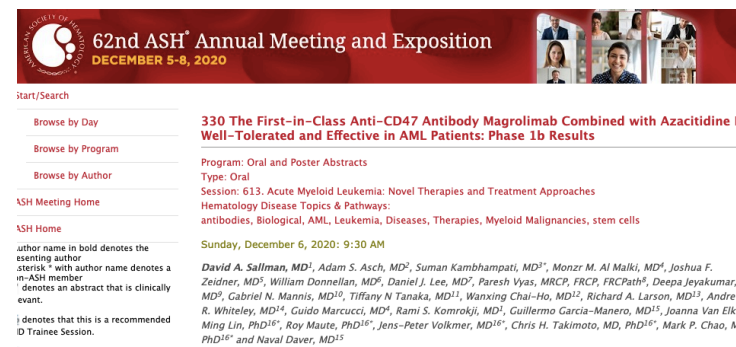 AMERICAN SOCIETY OF HEMATOLOGY
62nd ASH® Annual Meeting and Exposition
DECEMBER 5-8, 2020
Start/Search
Browse by Day
Browse by Program
Browse by Author
ASH Meeting Home
ASH Home
uthor name in bold denotes the
esenting author
sterisk * with author name denotes a
on-ASH member
denotes an abstract that is clinically
evant.
denotes that this is a recommended
D Trainee Session.
330 The First-in-Class Anti-CD47 Antibody Magrolimab Combined with Azacitidine
Well-Tolerated and Effective in AML Patients: Phase 1b Results
Program: Oral and Poster Abstracts
Type: Oral
Session: 613. Acute Myeloid Leukemia: Novel Therapies and Treatment Approaches
Hematology Disease Topics & Pathways:
antibodies, Biological, AML, Leukemia, Diseases, Therapies, Myeloid Malignancies, stem cells
Sunday, December 6, 2020: 9:30 AM
David A. Sallman, MD1, Adam S. Asch, MD2, Suman Kambhampati, MD3*, Monzr M. Al Malki, MD4, Joshua F.
Zeidner, MD5, William Donnellan, MD6, Daniel J. Lee, MD7, Paresh Vyas, MRCP, FRCP, FRCPath8, Deepa Jeyakumar,
MD9, Gabriel N. Mannis, MD10, Tiffany N Tanaka, MD11, Wanxing Chai-Ho, MD12, Richard A. Larson, MD13, Andre
R. Whiteley, MD14, Guido Marcucci, MD4, Rami S. Komrokji, MD1, Guillermo Garcia-Manero, MD15, Joanna Van Elk
Ming Lin, PhD16*, Roy Maute, PhD16*, Jens-Peter Volkmer, MD16*, Chris H. Takimoto, MD, PhD16*, Mark P. Chao, M
PhD16* and Naval Daver, MD15